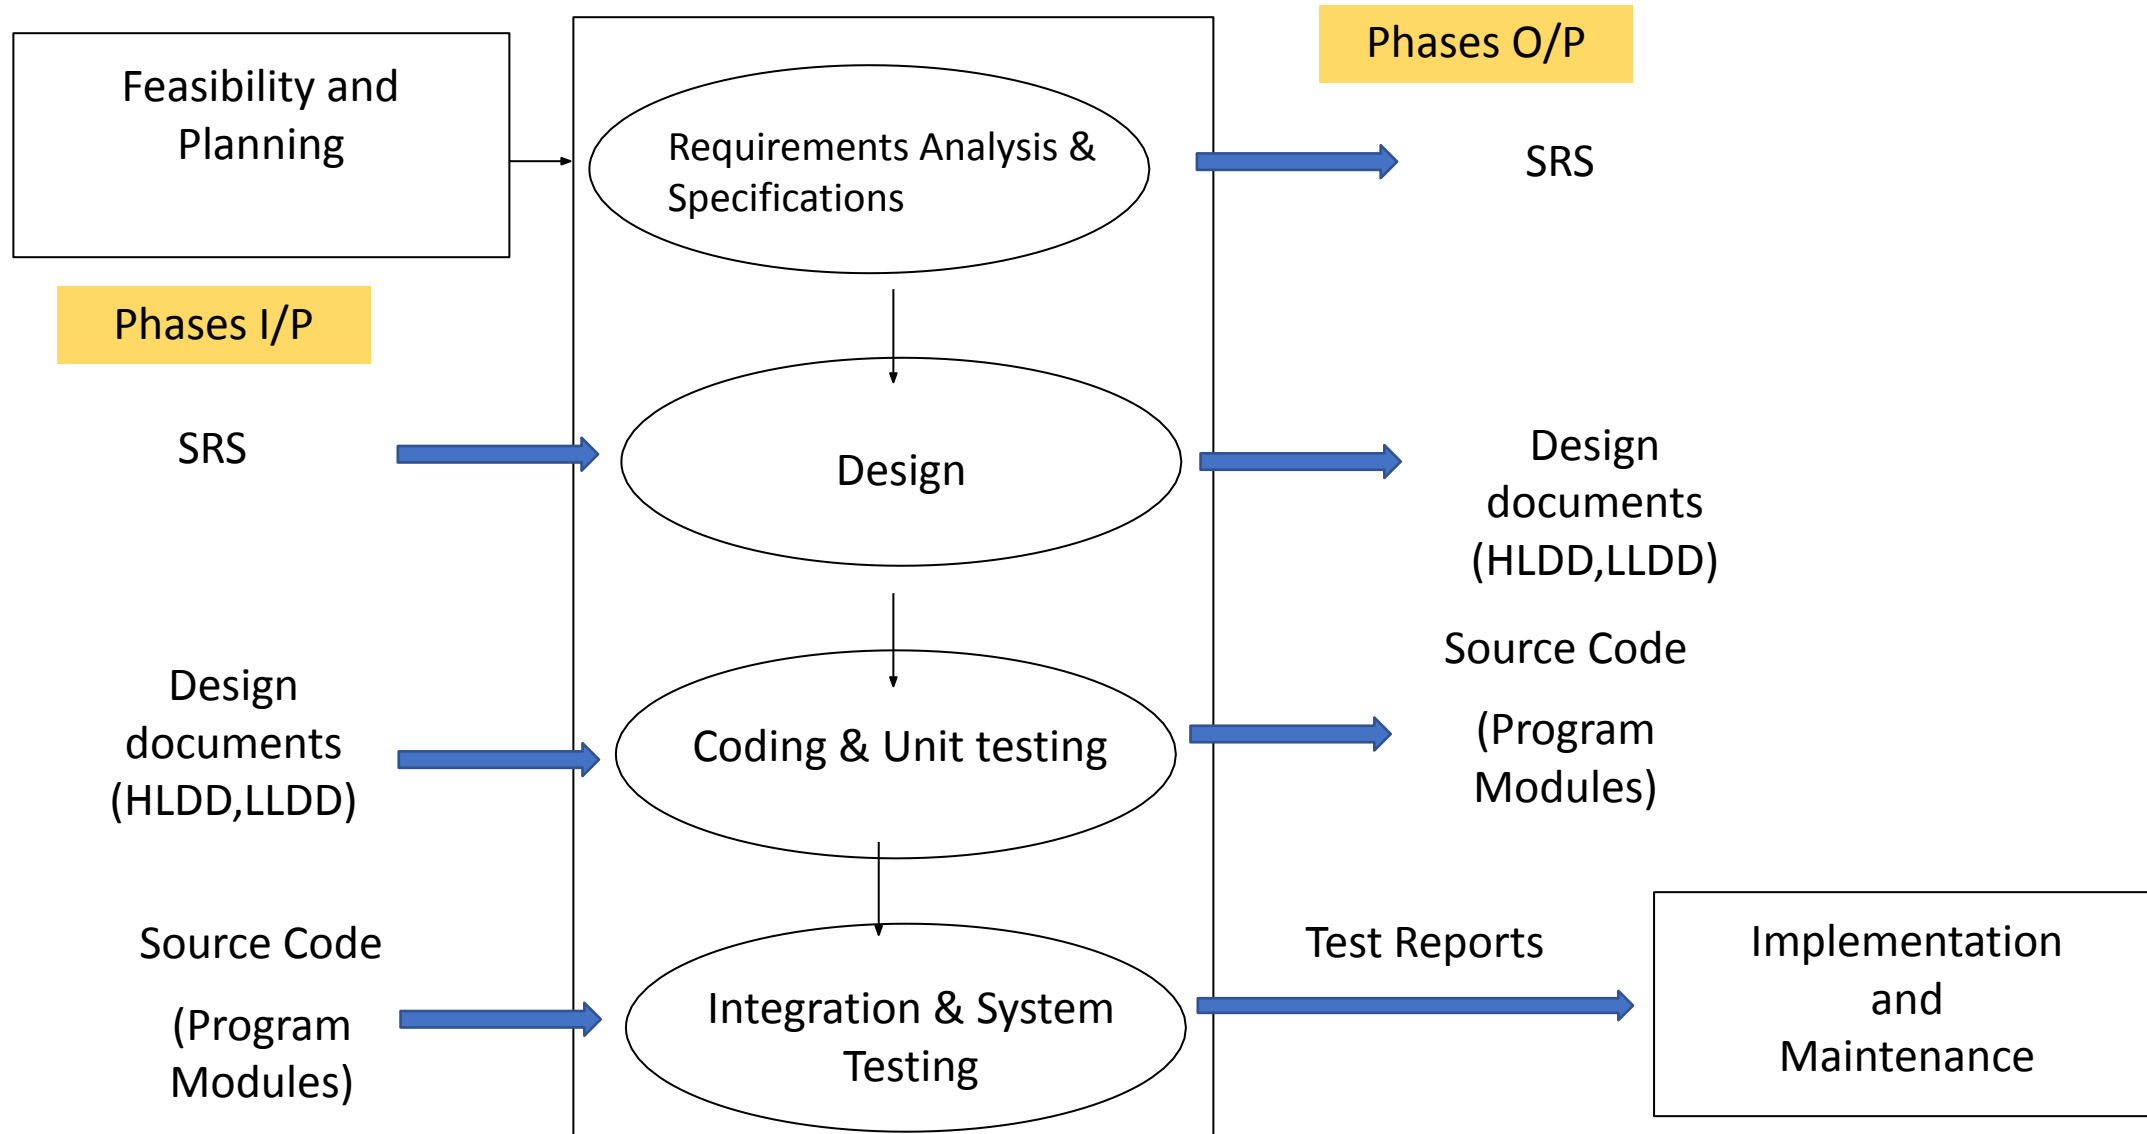 Phases O/P
Feasibility and
Planning
Requirements Analysis &
Specifications
SRS
Phases I/P
SRS
Design
Design
documents
(HLDD,LLDD)
Design
documents
(HLDD,LLDD)
Coding & Unit testing
Source Code
(Program
Modules)
Source Code
(Program
Modules)
Integration & System
Testing
Test Reports
Implementation
and
Maintenance